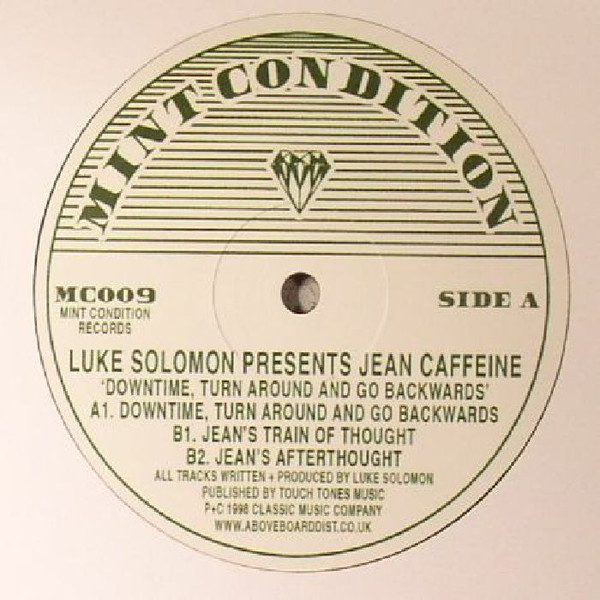 MINT CONDITION
MC009
MINT CONDITION
RECORDS
SIDE A
LUKE SOLOMON PRESENTS JEAN CAFFEINE
'DOWNTIME, TURN AROUND AND GO BACKWARDS'
A1. DOWNTIME, TURN AROUND AND GO BACKWARDS
B1. JEAN'S TRAIN OF THOUGHT
B2. JEAN'S AFTERTHOUGHT
ALL TRACKS WRITTEN + PRODUCED BY LUKE SOLOMON
PUBLISHED BY TOUCH TONES MUSIC
P+C 1998 CLASSIC MUSIC COMPANY
WWW.ABOVEBOARDDIST.CO.UK